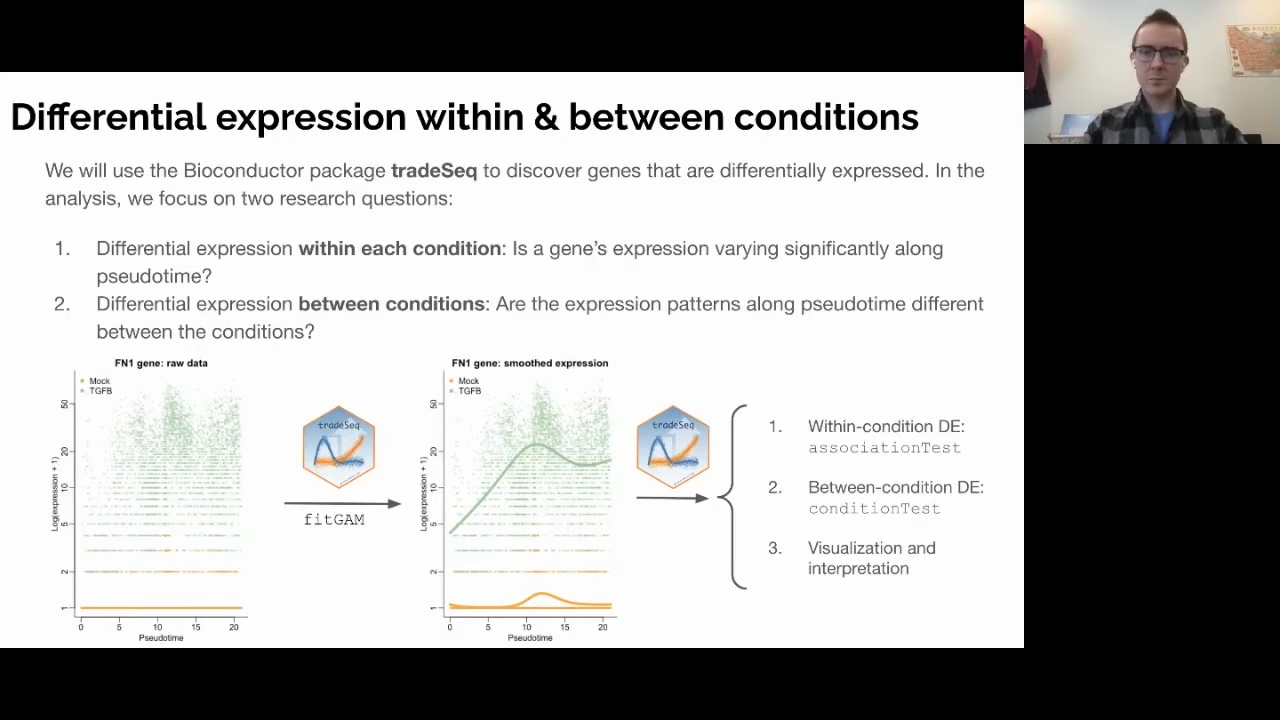 Differential expression within & between conditions
We will use the Bioconductor package tradeSeq to discover genes that are differentially expressed. In the
analysis, we focus on two research questions:
1. Differential expression within each condition: Is a gene’s expression varying significantly along
pseudotime?
2. Differential expression between conditions: Are the expression patterns along pseudotime different
between the conditions?
FN1 gene: raw data
Mock
TGFB
Log(expression + 1)
50
20
10
5
2
1
0 5 10 15 20
Pseudotime
tradeSeq
fitGAM
FN1 gene: smoothed expression
Mock
TGFB
Log(expression + 1)
50
20
10
5
2
1
0 5 10 15 20
Pseudotime
tradeSeq
1. Within-condition DE:
associationTest
2. Between-condition DE:
conditionTest
3. Visualization and
interpretation